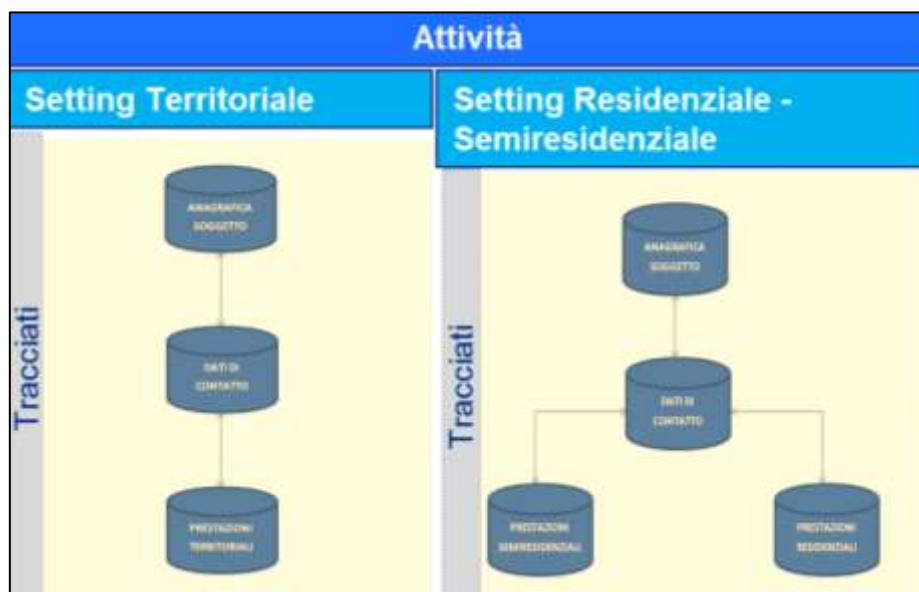 Attività
Setting Territoriale
Tracciati
ANAGRAFICA
SOGGETTO
DATI DI
CONTATTO
PRESTAZIONI
TERRITORIALI
Setting Residenziale -
Semiresidenziale
Tracciati
ANAGRAFICA
SOGGETTO
DATI DI
CONTATTO
PRESTAZIONI
SEMIRESIDENZIALI
PRESTAZIONI
RESIDENZIALI